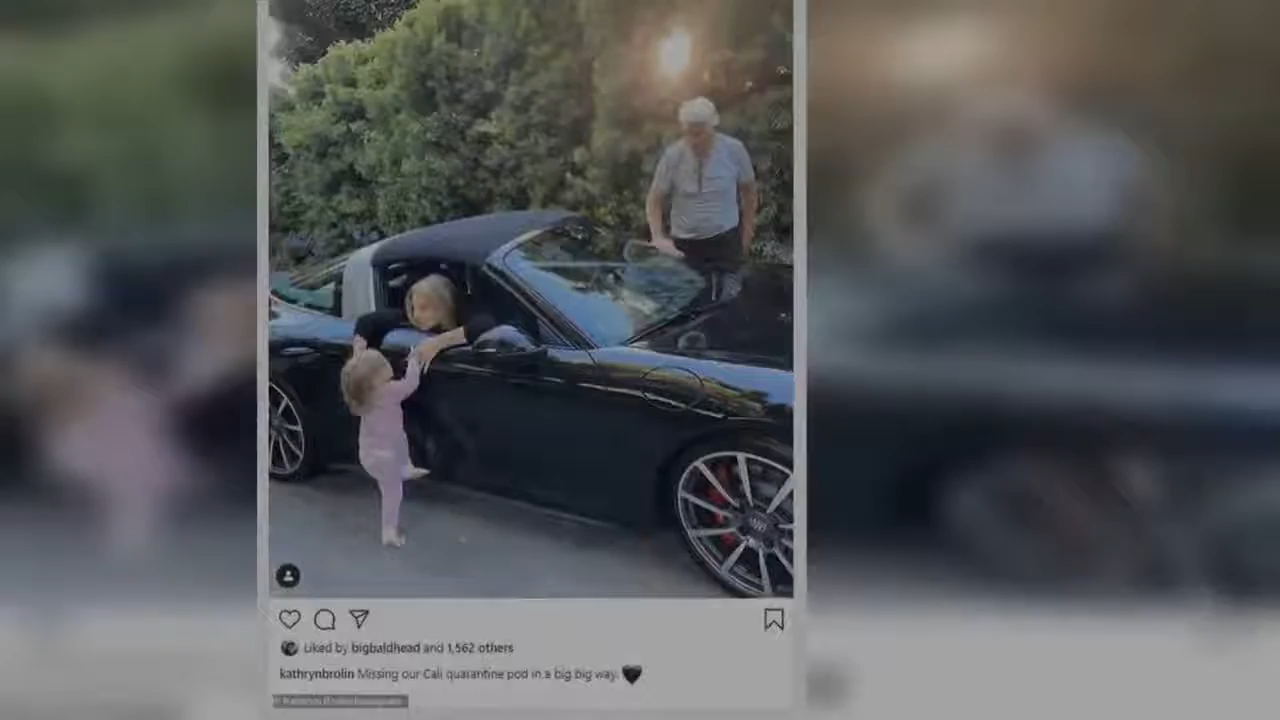 Liked by bigbaldhead and 1,562 others
kathrynbrolin Missing our Cali quarantine pod in a big big way.